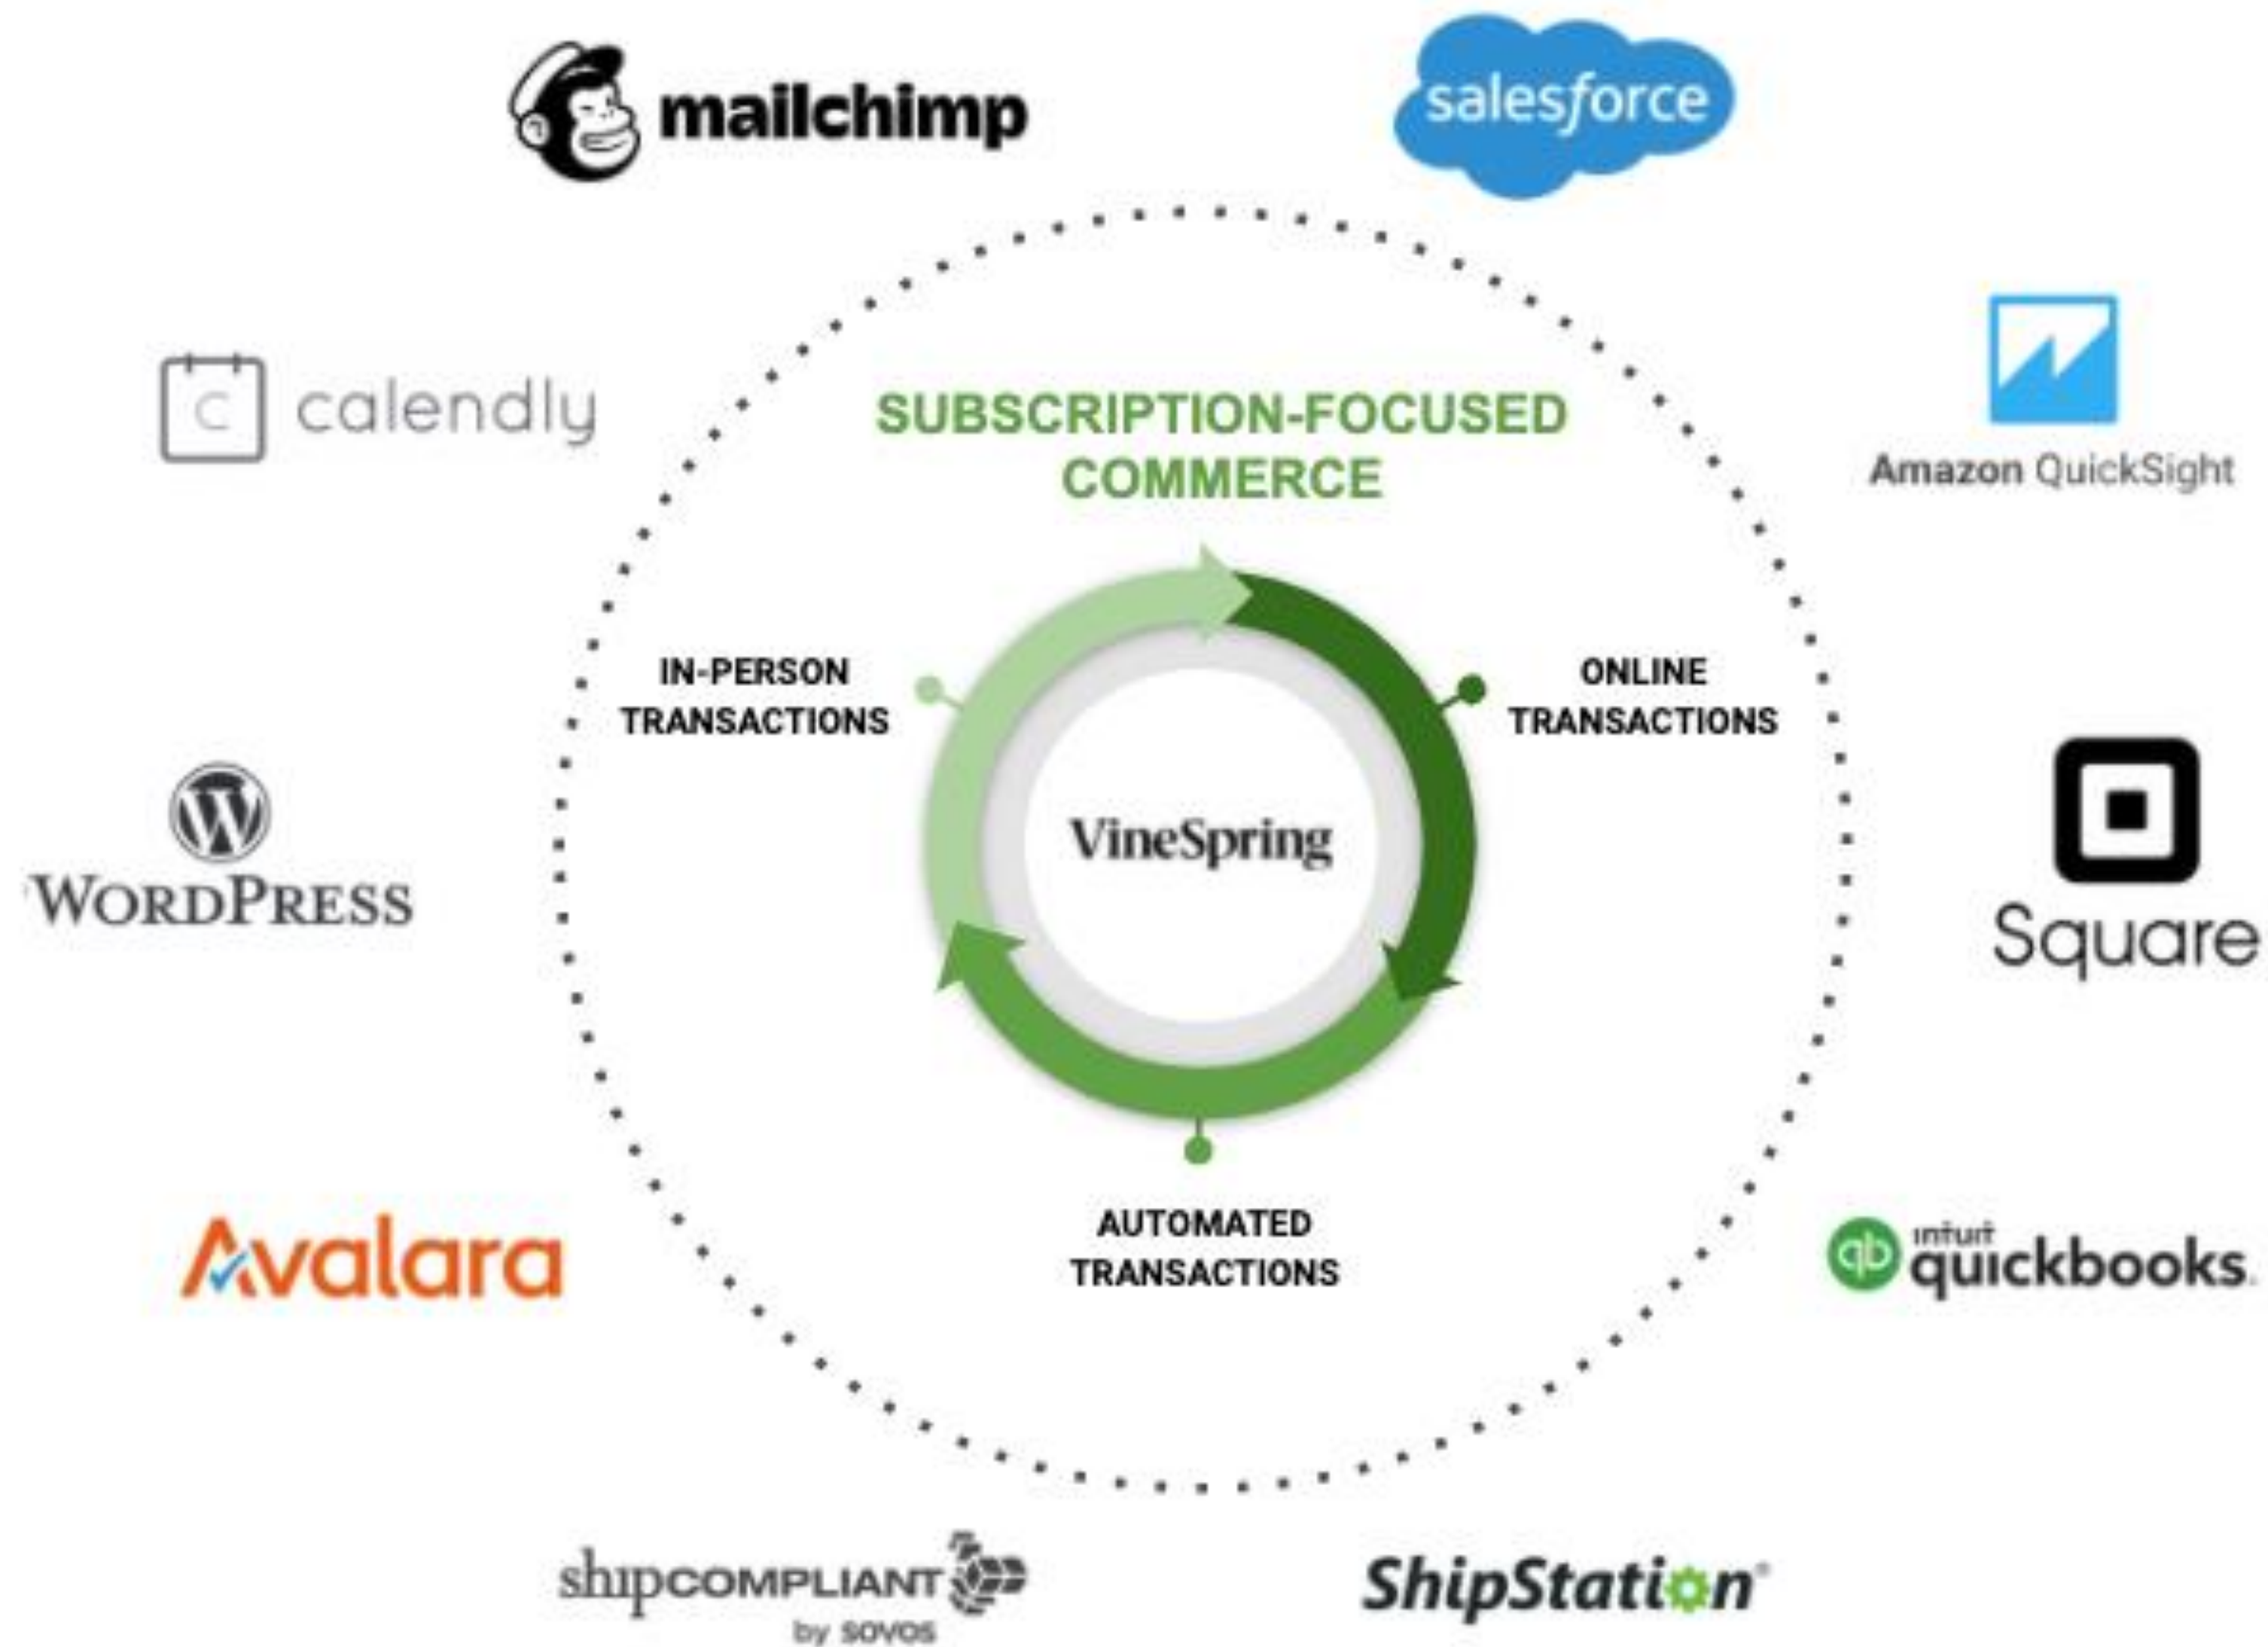 mailchimp
salesforce
calendly
Amazon QuickSight
SUBSCRIPTION-FOCUSED
COMMERCE
IN-PERSON
TRANSACTIONS
ONLINE
TRANSACTIONS
VineSpring
WORDPRESS
Square
AUTOMATED
TRANSACTIONS
Avalara
intuit
quickbooks.
shipCOMPLIANT
by sovos
ShipStation®